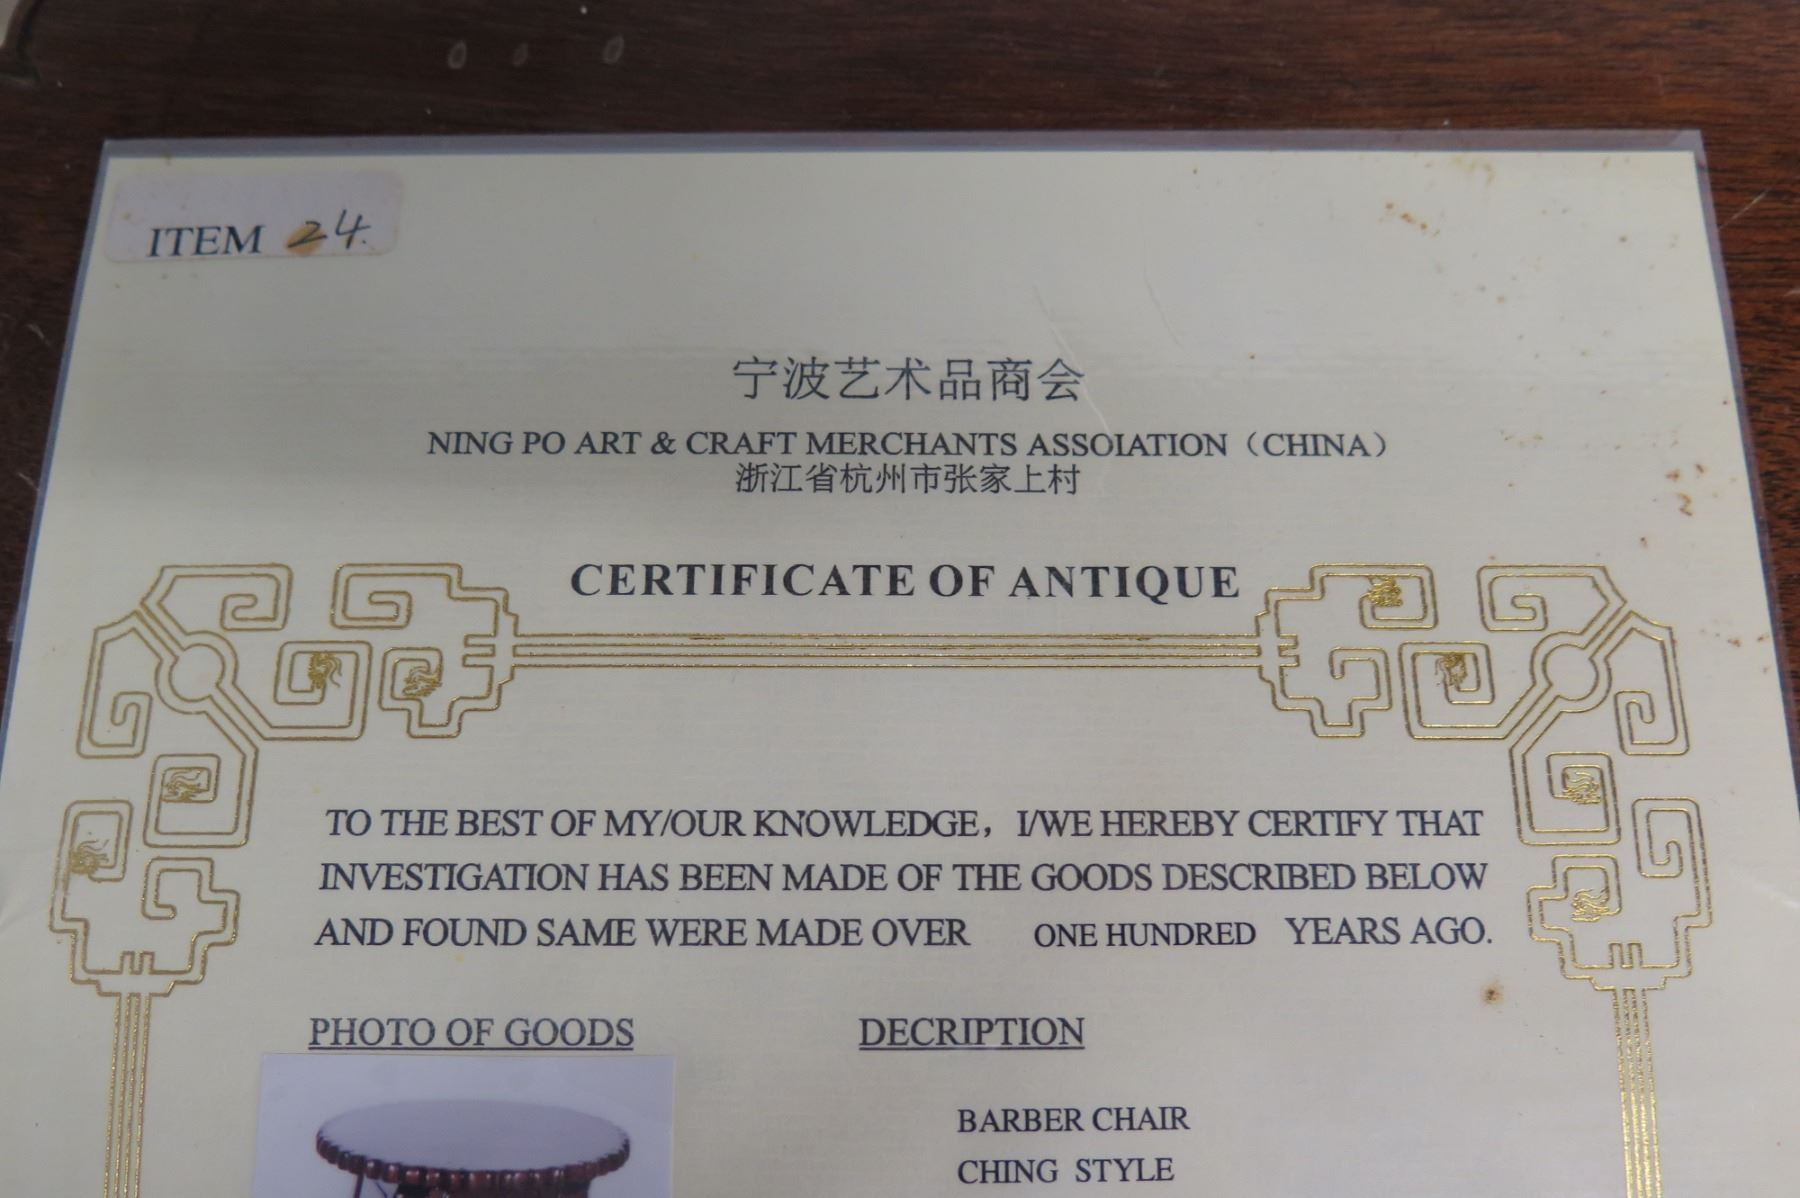 ITEM 24.
宁波艺术品商会
NING PO ART & CRAFT MERCHANTS ASSOIATION（CHINA）
浙江省杭州市张家上村
CERTIFICATE OF ANTIQUE
TO THE BEST OF MY/OUR KNOWLEDGE， I/WE HEREBY CERTIFY THAT
INVESTIGATION HAS BEEN MADE OF THE GOODS DESCRIBED BELOW
AND FOUND SAME WERE MADE OVER ONE HUNDRED YEARS AGO.
PHOTO OF GOODS
DECRIPTION
BARBER CHAIR
CHING STYLE